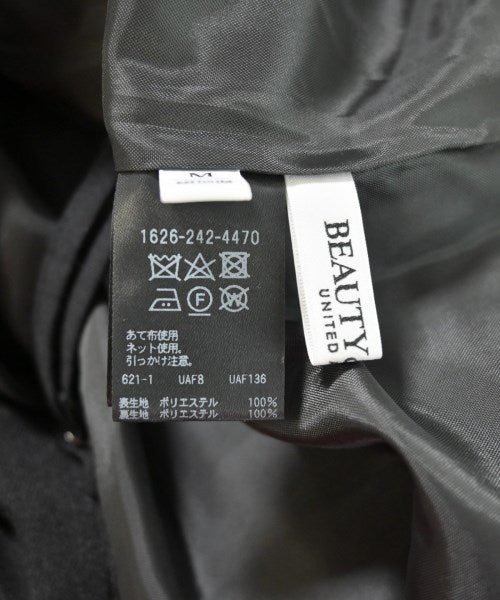 M
1626-242-4470
F
W
あて布使用
ネット使用。
引っかけ注意。
621-1 UAF8 UAF136
表生地 ポリエステル 100%
裏生地 ポリエステル 100%
BEAUTY
UNITED